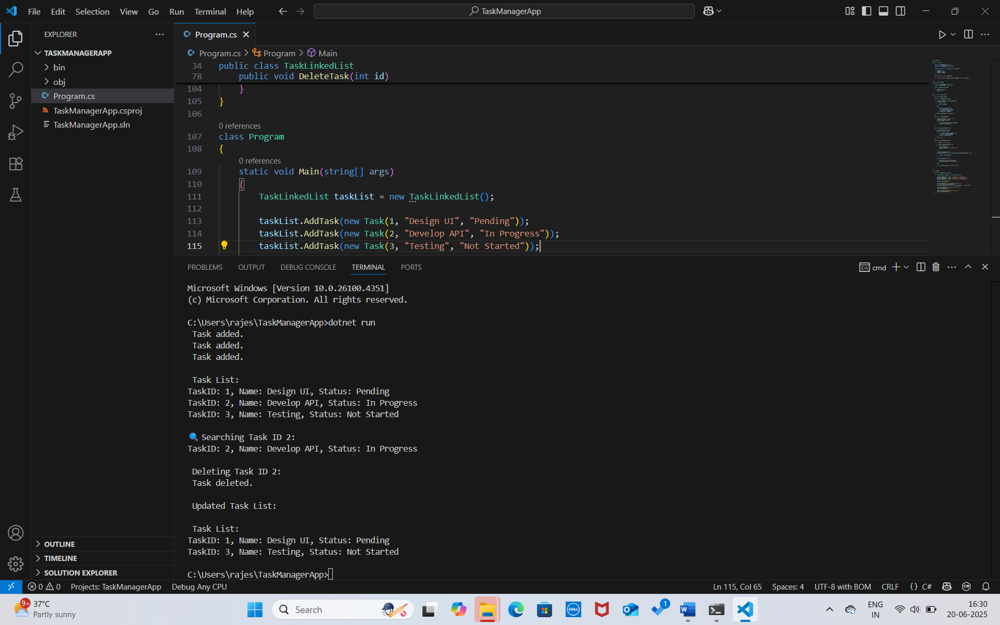 File Edit Selection View Go Run Terminal Help
TaskManagerApp
EXPLORER
TASKMANAGERAPP
bin
obj
C# Program.cs
TaskManagerApp.csproj
TaskManagerApp.sln
OUTLINE
TIMELINE
SOLUTION EXPLORER
C# Program.cs
C# Program.cs > Program > Main
34 public class TaskLinkedList
78 public void DeleteTask(int id)
104 }
105 }
106
0 references
107 class Program
108 {
0 references
109 static void Main(string[] args)
110 {
111 TaskLinkedList taskList = new TaskLinkedList();
112
113 taskList.AddTask(new Task(1, "Design UI", "Pending"));
114 taskList.AddTask(new Task(2, "Develop API", "In Progress"));
115 taskList.AddTask(new Task(3, "Testing", "Not Started"));
PROBLEMS OUTPUT DEBUG CONSOLE TERMINAL PORTS
cmd
Microsoft Windows [Version 10.0.26100.4351]
(c) Microsoft Corporation. All rights reserved.
C:\Users\rajes\TaskManagerApp>dotnet run
Task added.
Task added.
Task added.
Task List:
TaskID: 1, Name: Design UI, Status: Pending
TaskID: 2, Name: Develop API, Status: In Progress
TaskID: 3, Name: Testing, Status: Not Started
🔍 Searching Task ID 2:
TaskID: 2, Name: Develop API, Status: In Progress
Deleting Task ID 2:
Task deleted.
Updated Task List:
Task List:
TaskID: 1, Name: Design UI, Status: Pending
TaskID: 3, Name: Testing, Status: Not Started
C:\Users\rajes\TaskManagerApp>
0 0 Projects: TaskManagerApp Debug Any CPU
Ln 115, Col 65 Spaces: 4 UTF-8 with BOM CRLF {} C#
9+ 37°C
Partly sunny
Search
DELL
1
ENG
IN
16:30
20-06-2025